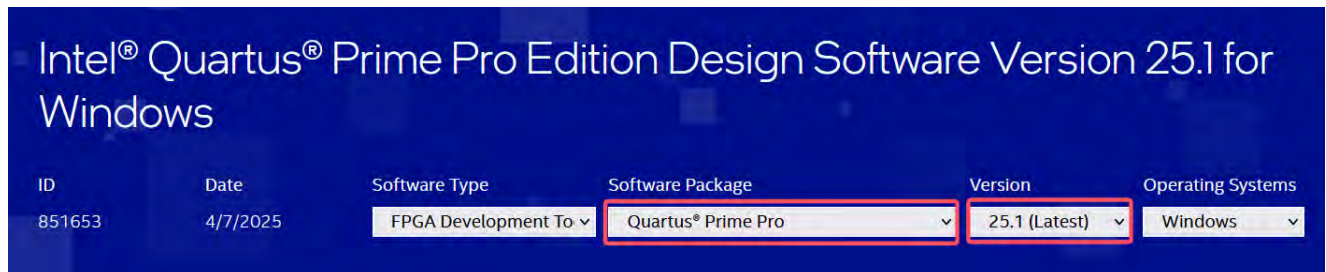 Intel® Quartus® Prime Pro Edition Design Software Version 25.1 for
Windows
ID Date Software Type Software Package Version Operating Systems
851653 4/7/2025 FPGA Development To Quartus® Prime Pro 25.1 (Latest) Windows